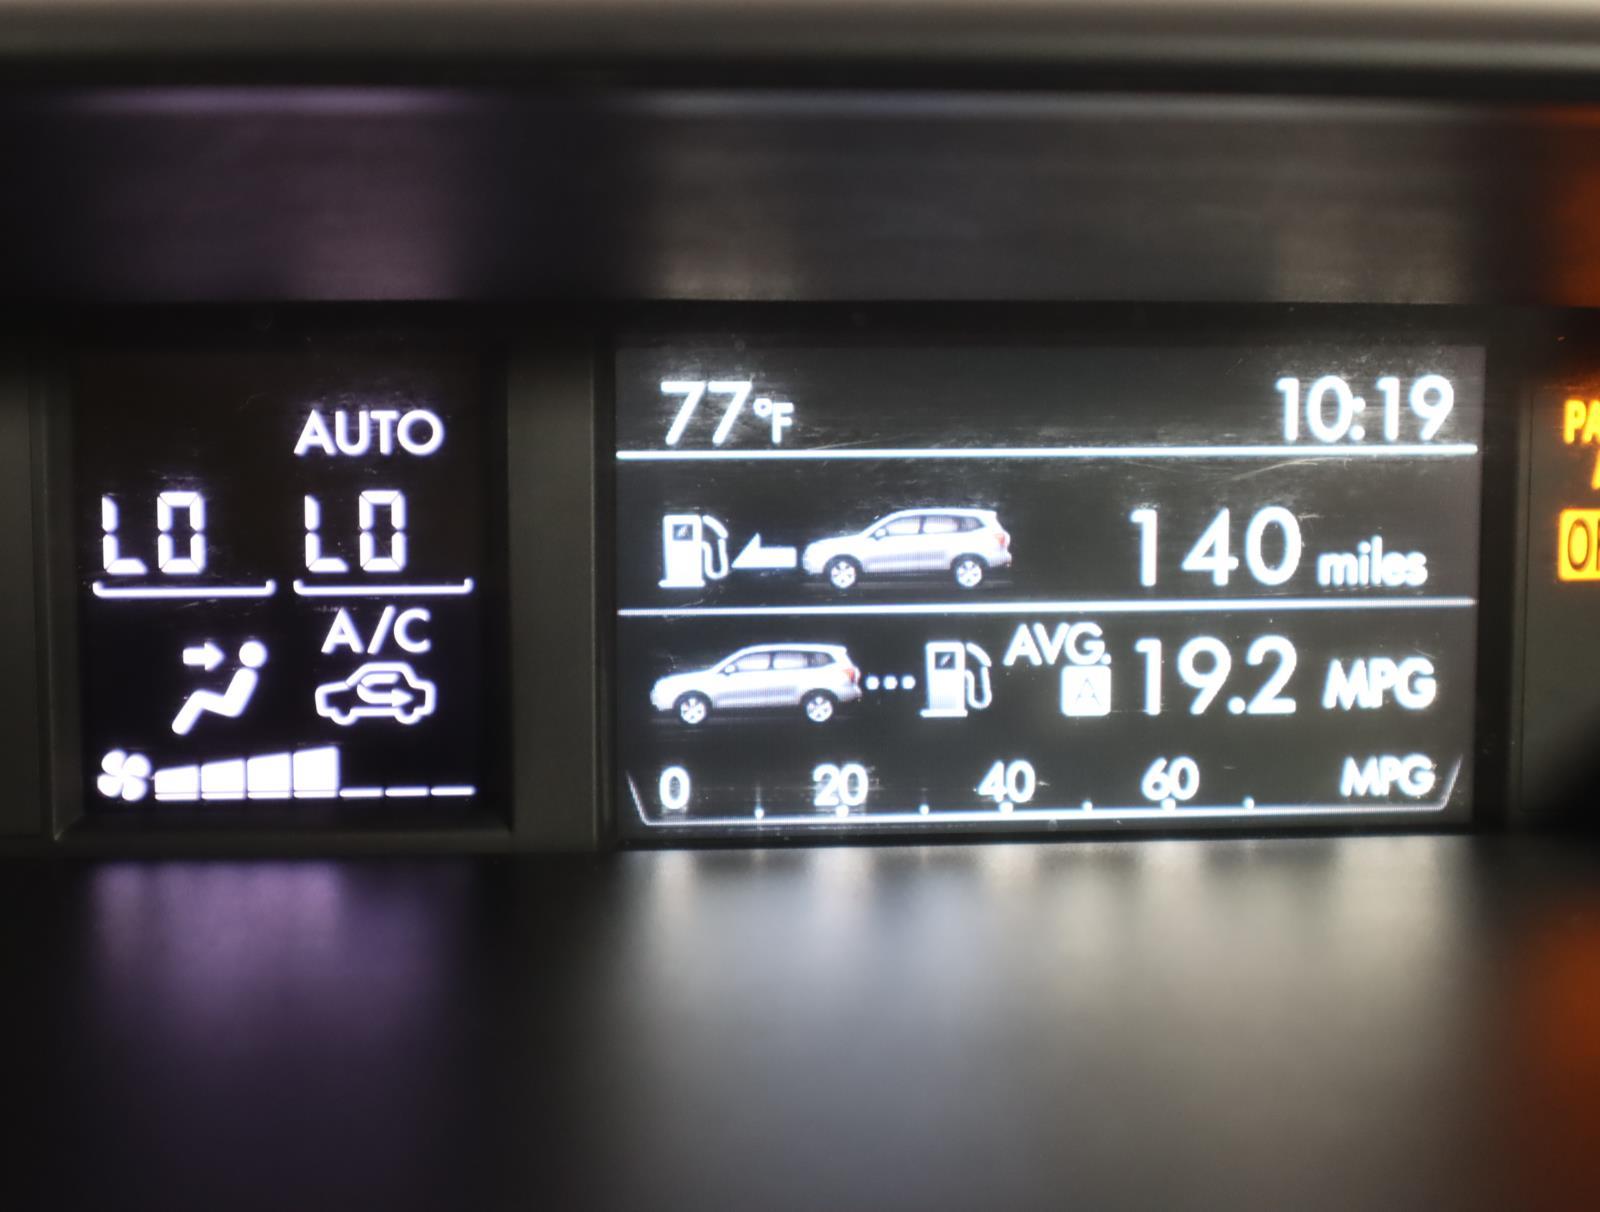 AUTO
LO LO
A/C
77°F 10:19
140 miles
AVG.
A 19.2 MPG
0 20 40 60 MPG